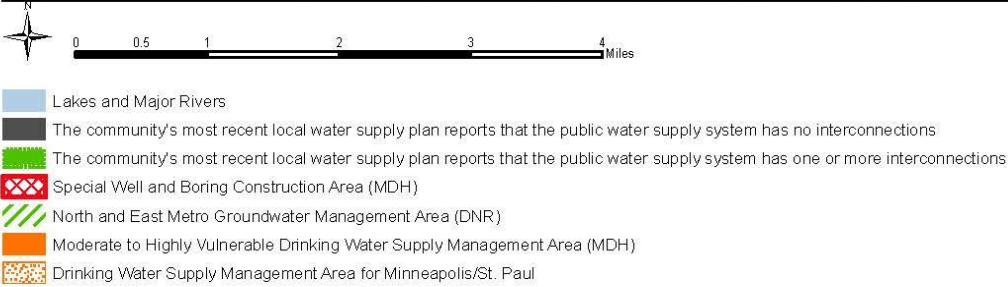 N
0 0.5 1 2 3 4
Miles
Lakes and Major Rivers
The community's most recent local water supply plan reports that the public water supply system has no interconnections
The community's most recent local water supply plan reports that the public water supply system has one or more interconnections
Special Well and Boring Construction Area (MDH)
North and East Metro Groundwater Management Area (DNR)
Moderate to Highly Vulnerable Drinking Water Supply Management Area (MDH)
Drinking Water Supply Management Area for Minneapolis/St. Paul